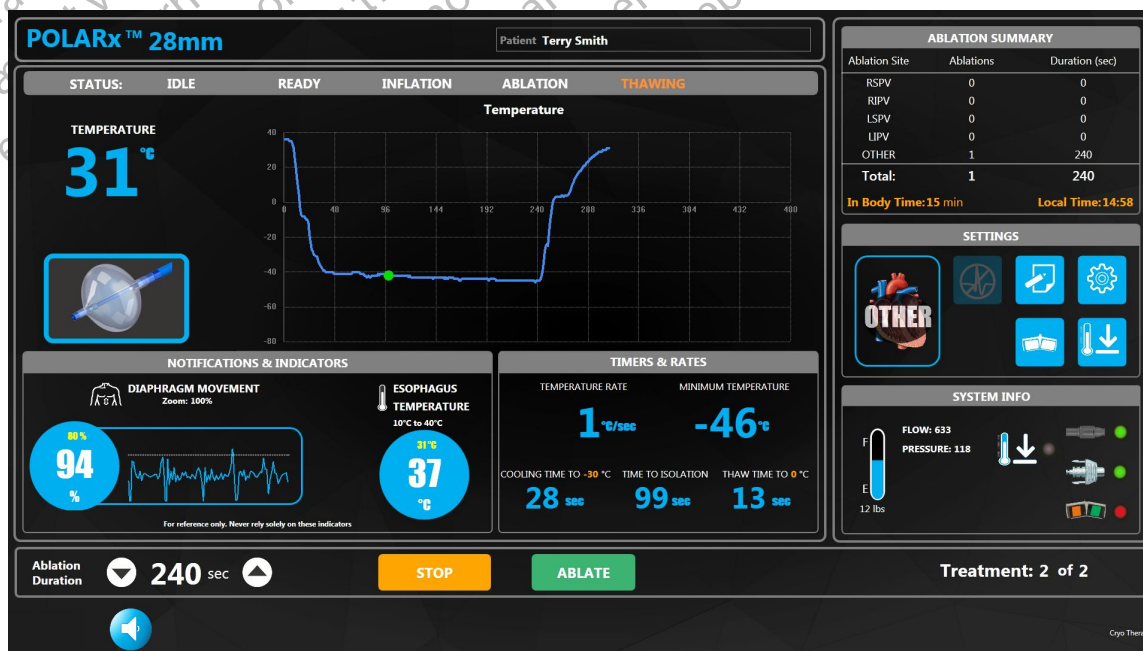 POLARx™ 28mm
Patient Terry Smith
STATUS: IDLE READY INFLATION ABLATION THAWING
TEMPERATURE
31 °C
Temperature
40
20
0
0 48 96 144 192 240 288 336 384 432 480
-20
-40
-60
-80
NOTIFICATIONS & INDICATORS
DIAPHRAGM MOVEMENT
Zoom: 100%
80 %
94
%
ESOPHAGUS
TEMPERATURE
10°C to 40°C
31 °C
37
°C
For reference only. Never rely solely on these indicators
TIMERS & RATES
TEMPERATURE RATE MINIMUM TEMPERATURE
1 °C/sec -46 °C
COOLING TIME TO -30 °C TIME TO ISOLATION THAW TIME TO 0 °C
28 sec 99 sec 13 sec
ABLATION SUMMARY
Ablation Site Ablations Duration (sec)
RSPV 0 0
RIPV 0 0
LSPV 0 0
LIPV 0 0
OTHER 1 240
Total: 1 240
In Body Time:15 min Local Time:14:58
SETTINGS
OTHER
SYSTEM INFO
F
E
12 lbs
FLOW: 633
PRESSURE: 118
Ablation
Duration
240 sec
STOP
ABLATE
Treatment: 2 of 2